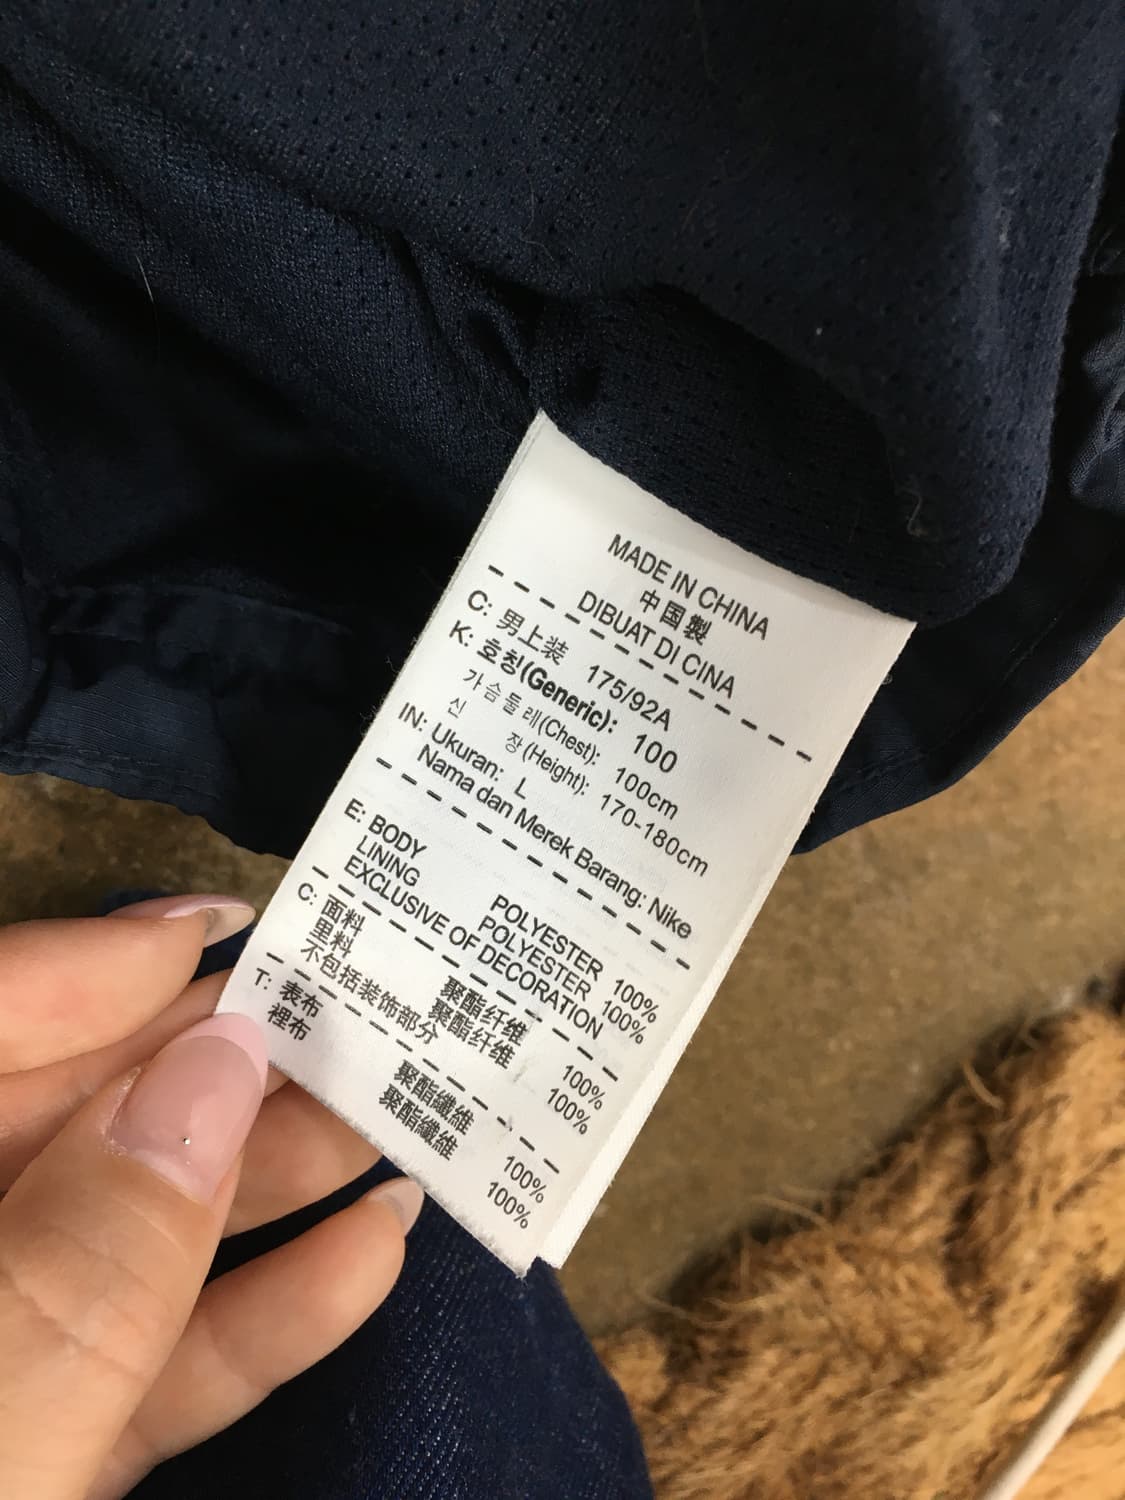 MADE IN CHINA
中国製
DIBUAT DI CINA
C: 男上装 175/92A
K: 호칭(Generic): 100
가슴둘레(Chest): 100cm
신 장(Height): 170-180cm
IN: Ukuran: L
Nama dan Merek Barang: Nike
E: BODY POLYESTER 100%
LINING POLYESTER 100%
EXCLUSIVE OF DECORATION
C: 面料 聚酯纤维 100%
里料 聚酯纤维 100%
不包括装饰部分
T: 表布 聚酯纖維 100%
裡布 聚酯纖維 100%